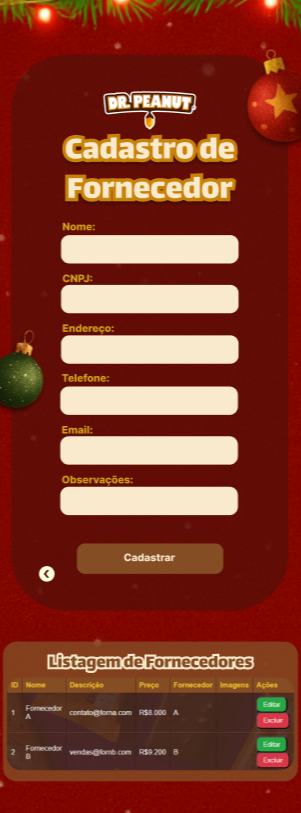 DR. PEANUT
Cadastro de
Fornecedor
Nome:
CNPJ:
Endereço:
Telefone:
Email:
Observações:
Cadastrar
Listagem de Fornecedores
ID Nome Descrição Preço Fornecedor Imagens Ações
1 Fornecedor A contato@forna.com R$8.000 A Editar Excluir
2 Fornecedor B vendas@fornb.com R$9.200 B Editar Excluir